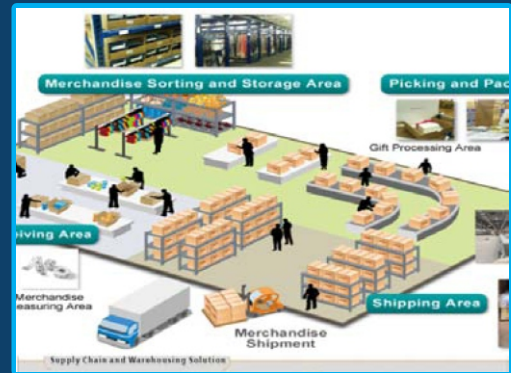 Merchandise Sorting and Storage Area
Picking and Pac
Gift Processing Area
eiving Area
Merchandise
easuring Area
Shipping Area
Merchandise
Shipment
Supply Chain and Warehousing Solution